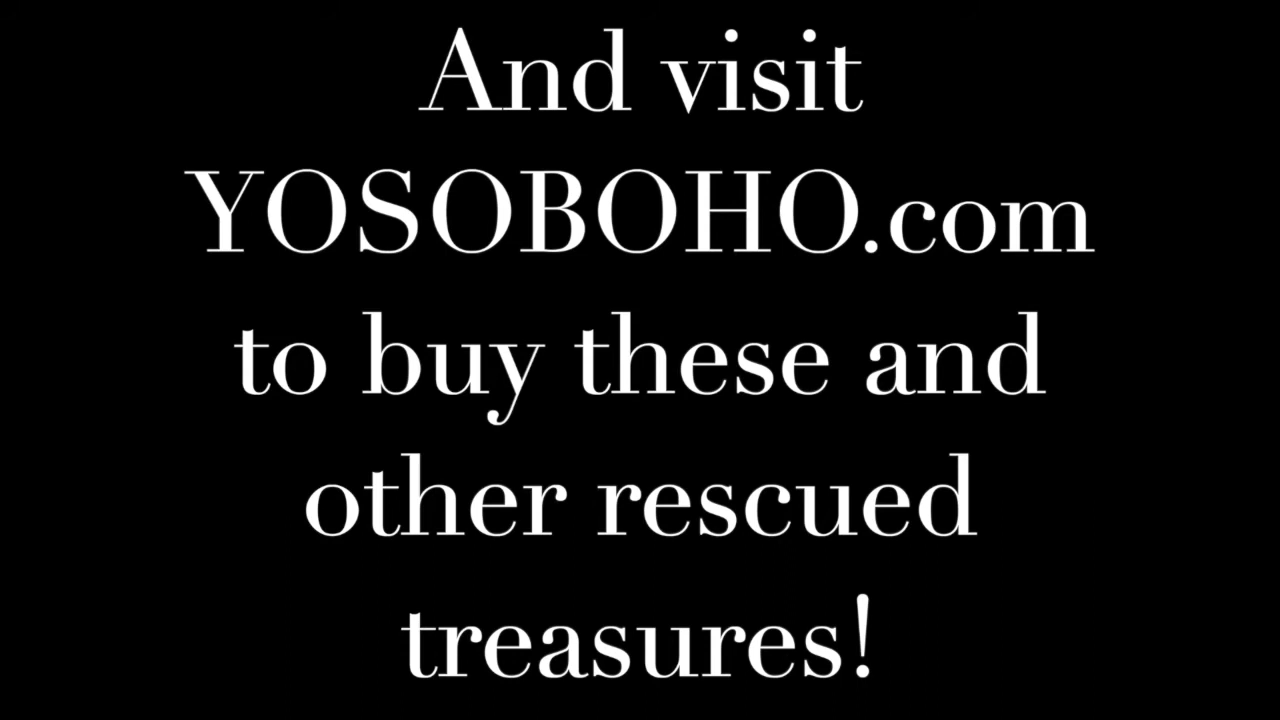 And visit
YOSOBOHO.com
to buy these and
other rescued
treasures!